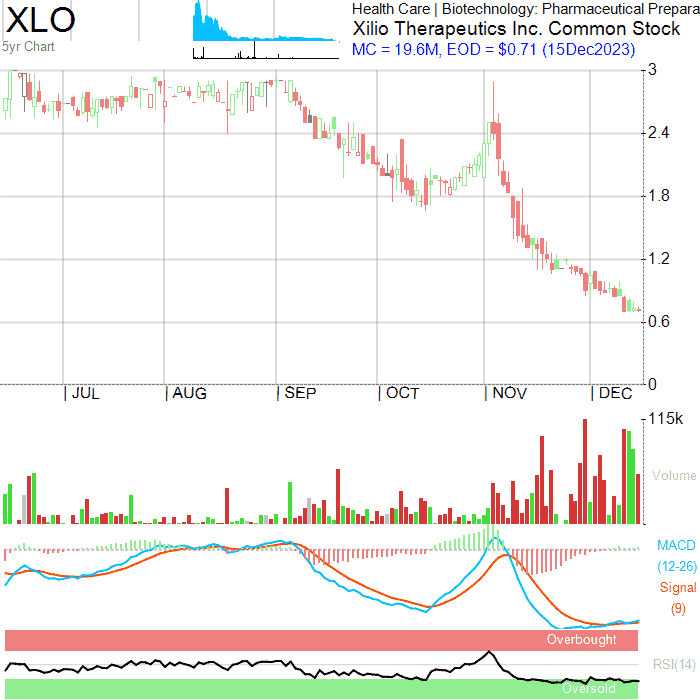 XLO
5yr Chart
Health Care | Biotechnology: Pharmaceutical Prepara
Xilio Therapeutics Inc. Common Stock
MC = 19.6M, EOD = $0.71 (15Dec2023)
3
2.4
1.8
1.2
0.6
0
| JUL | AUG | SEP | OCT | NOV | DEC
115k
Volume
MACD
(12-26)
Signal
(9)
Overbought
RSI(14)
Oversold